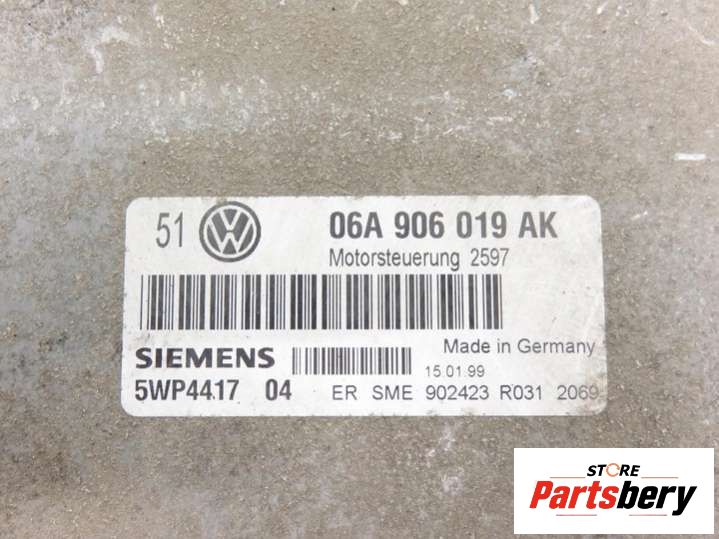 51 06A 906 019 AK
Motorsteuerung 2597
SIEMENS Made in Germany
15.01.99
5WP4417 04 ER SME 902423 R031 2069
STORE
Partsbery